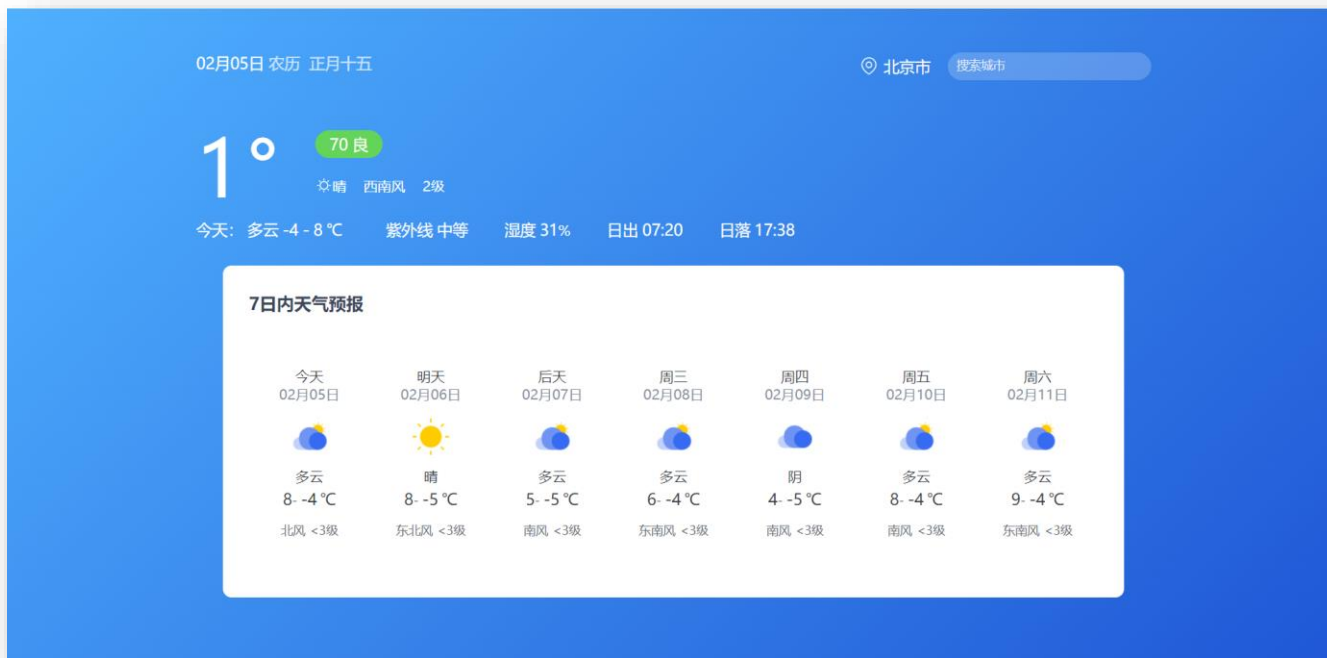 02月05日 农历 正月十五
北京市 搜索城市
1°
70 良
晴 西南风 2级
今天： 多云 -4 - 8 ℃ 紫外线 中等 湿度 31% 日出 07:20 日落 17:38
7日内天气预报
今天 明天 后天 周三 周四 周五 周六
02月05日 02月06日 02月07日 02月08日 02月09日 02月10日 02月11日
多云 晴 多云 多云 阴 多云 多云
8- -4 ℃ 8- -5 ℃ 5- -5 ℃ 6- -4 ℃ 4- -5 ℃ 8- -4 ℃ 9- -4 ℃
北风 <3级 东北风 <3级 南风 <3级 东南风 <3级 南风 <3级 南风 <3级 东南风 <3级